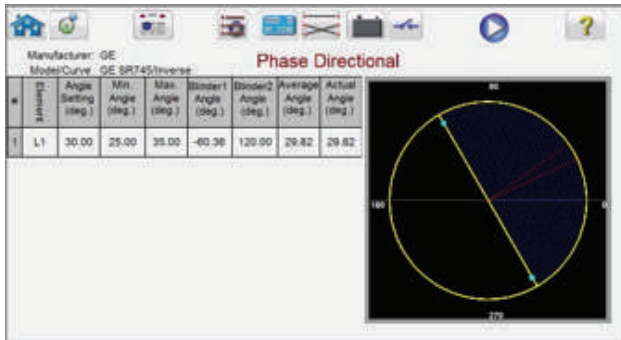 Manufacturer: GE
Phase Directional
Model/Curve GE SR745/Inverse
# Element Angle Setting (deg.) Min. Angle (deg.) Max. Angle (deg.) Blinder1 Angle (deg.) Blinder2 Angle (deg.) Average Angle (deg.) Actual Angle (deg.)
1 L1 30.00 25.00 35.00 -60.36 120.00 29.82 29.82
90
180
0
270
?